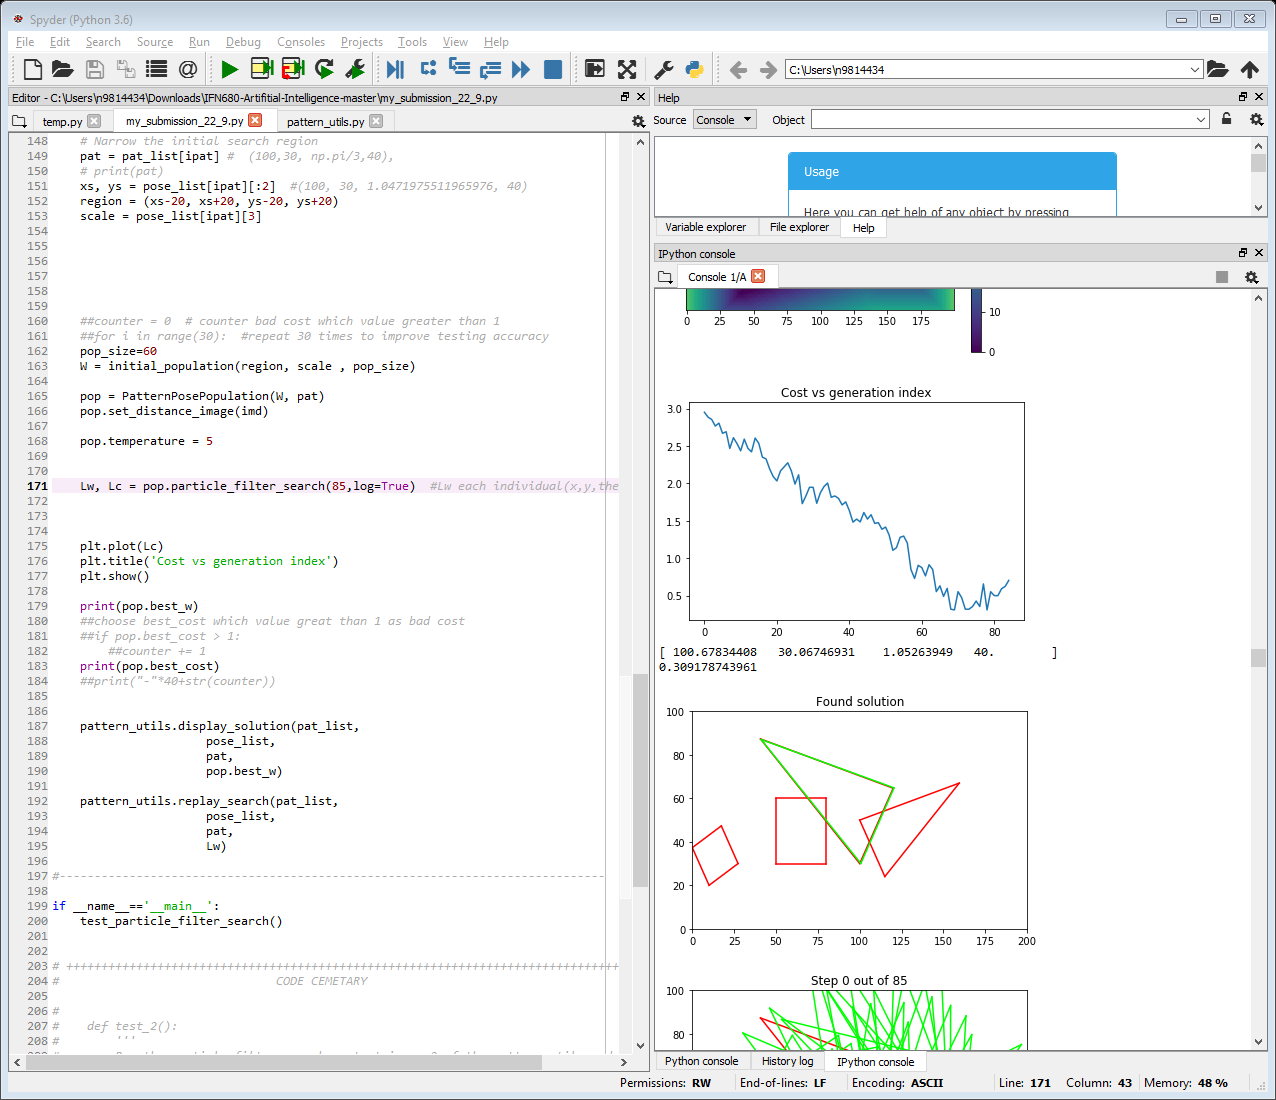 Spyder (Python 3.6)
File Edit Search Source Run Debug Consoles Projects Tools View Help
C:\Users\n9814434
Editor - C:\Users\n9814434\Downloads\IFN680-Artifitial-Intelligence-master\my_submission_22_9.py
temp.py my_submission_22_9.py pattern_utils.py
148 # Narrow the initial search region
149 pat = pat_list[ipat] # (100,30, np.pi/3,40),
150 # print(pat)
151 xs, ys = pose_list[ipat][:2] #(100, 30, 1.0471975511965976, 40)
152 region = (xs-20, xs+20, ys-20, ys+20)
153 scale = pose_list[ipat][3]
154
155
156
157
158
159
160 ##counter = 0 # counter bad cost which value greater than 1
161 ##for i in range(30): #repeat 30 times to improve testing accuracy
162 pop_size=60
163 W = initial_population(region, scale , pop_size)
164
165 pop = PatternPosePopulation(W, pat)
166 pop.set_distance_image(imd)
167
168 pop.temperature = 5
169
170
171 Lw, Lc = pop.particle_filter_search(85,log=True) #Lw each individual(x,y,the
172
173
174
175 plt.plot(Lc)
176 plt.title('Cost vs generation index')
177 plt.show()
178
179 print(pop.best_w)
180 ##choose best_cost which value great than 1 as bad cost
181 ##if pop.best_cost > 1:
182 ##counter += 1
183 print(pop.best_cost)
184 ##print("-"*40+str(counter))
185
186
187 pattern_utils.display_solution(pat_list,
188 pose_list,
189 pat,
190 pop.best_w)
191
192 pattern_utils.replay_search(pat_list,
193 pose_list,
194 pat,
195 Lw)
196
197 #-----------------------------------------------------------------------------
198
199 if __name__=='__main__':
200 test_particle_filter_search()
201
202
203 # ++++++++++++++++++++++++++++++++++++++++++++++++++++++++++++++++++++++++++++++
204 # CODE CEMETARY
205
206 #
207 # def test_2():
208 # '''
Help
Source Console Object
Usage
Here you can get help of any object by pressing
Variable explorer File explorer Help
IPython console
Console 1/A
10
0
0 25 50 75 100 125 150 175
Cost vs generation index
3.0
2.5
2.0
1.5
1.0
0.5
0 20 40 60 80
[ 100.67834408 30.06746931 1.05263949 40. ]
0.309178743961
Found solution
100
80
60
40
20
0
0 25 50 75 100 125 150 175 200
Step 0 out of 85
100
80
Python console History log IPython console
Permissions: RW End-of-lines: LF Encoding: ASCII Line: 171 Column: 43 Memory: 48 %